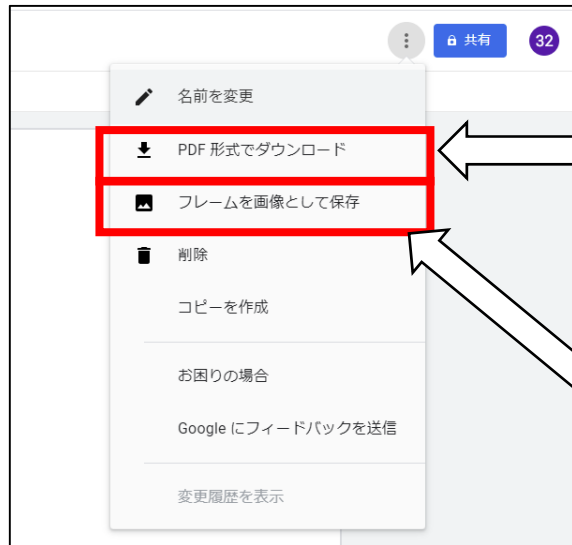 共有
32
名前を変更
PDF 形式でダウンロード
フレームを画像として保存
削除
コピーを作成
お困りの場合
Google にフィードバックを送信
変更履歴を表示